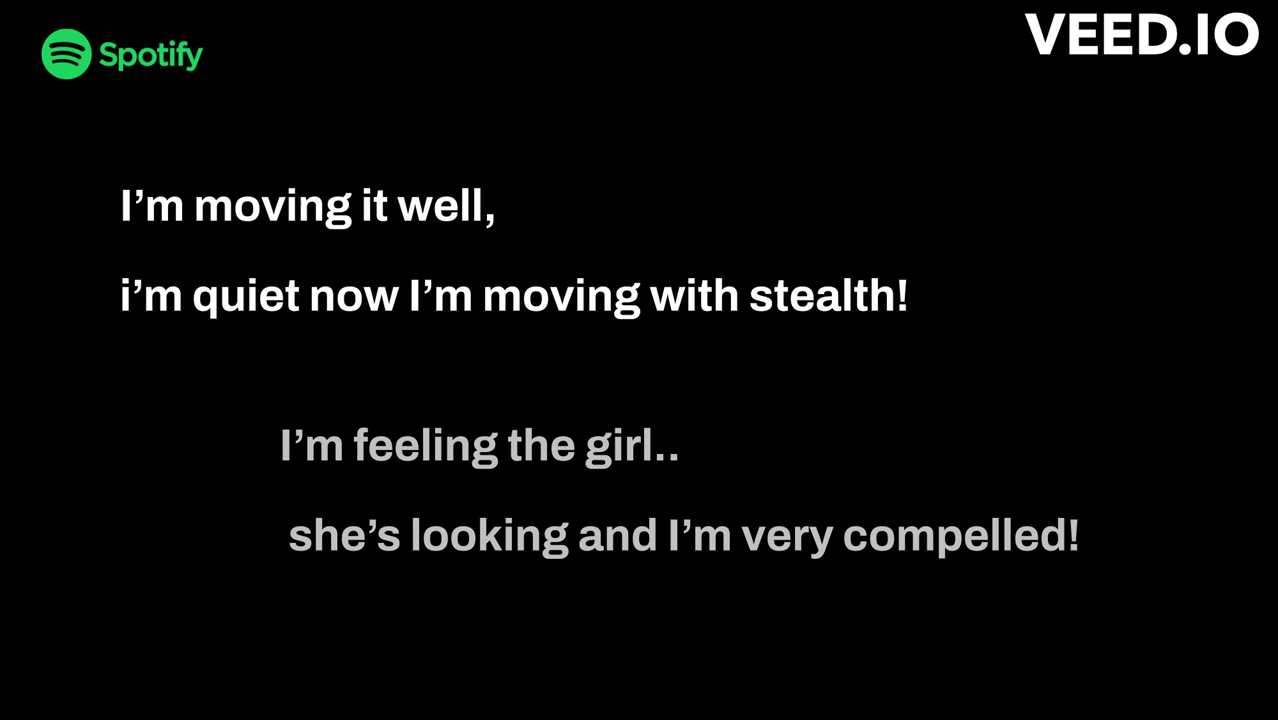 Spotify
VEED.IO
I’m moving it well,
i’m quiet now I’m moving with stealth!
I’m feeling the girl..
she’s looking and I’m very compelled!